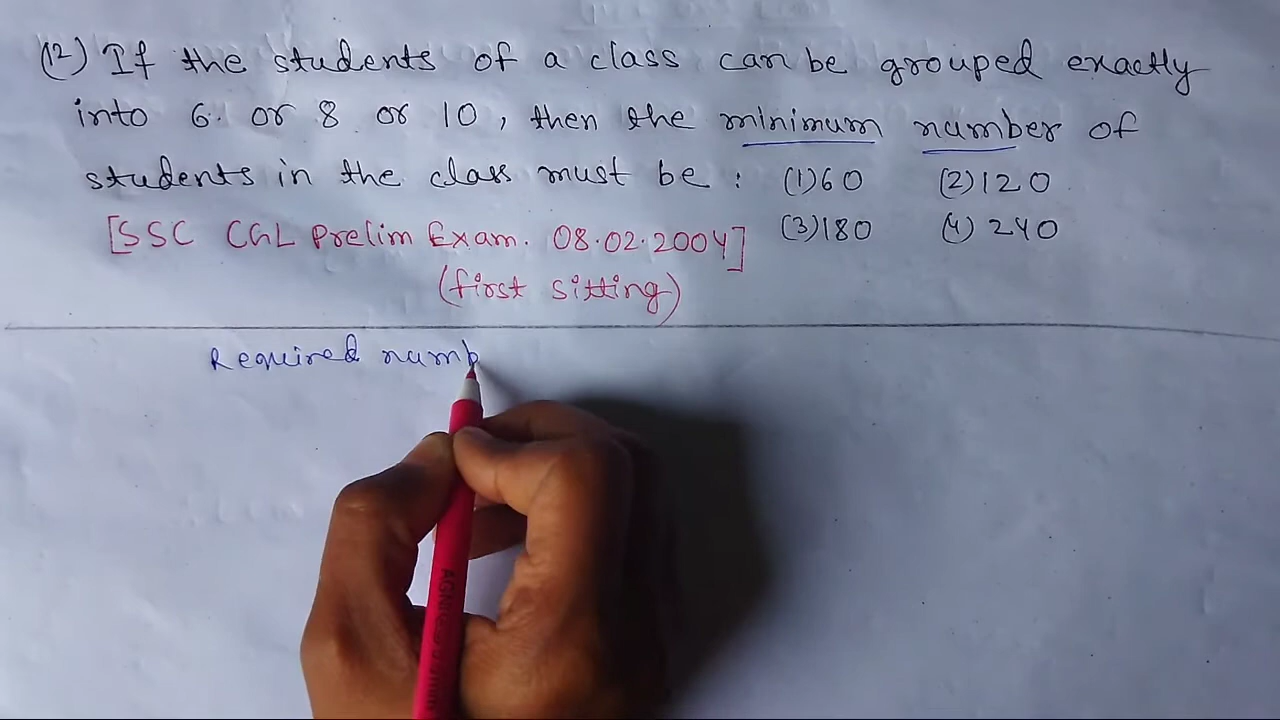 (12) If the students of a class can be grouped exactly
into 6. or 8 or 10, then the minimum number of
students in the class must be : (1)60 (2)120
[SSC CGL Prelim Exam. 08.02.2004] (3)180 (4) 240
(first sitting)
Required numb